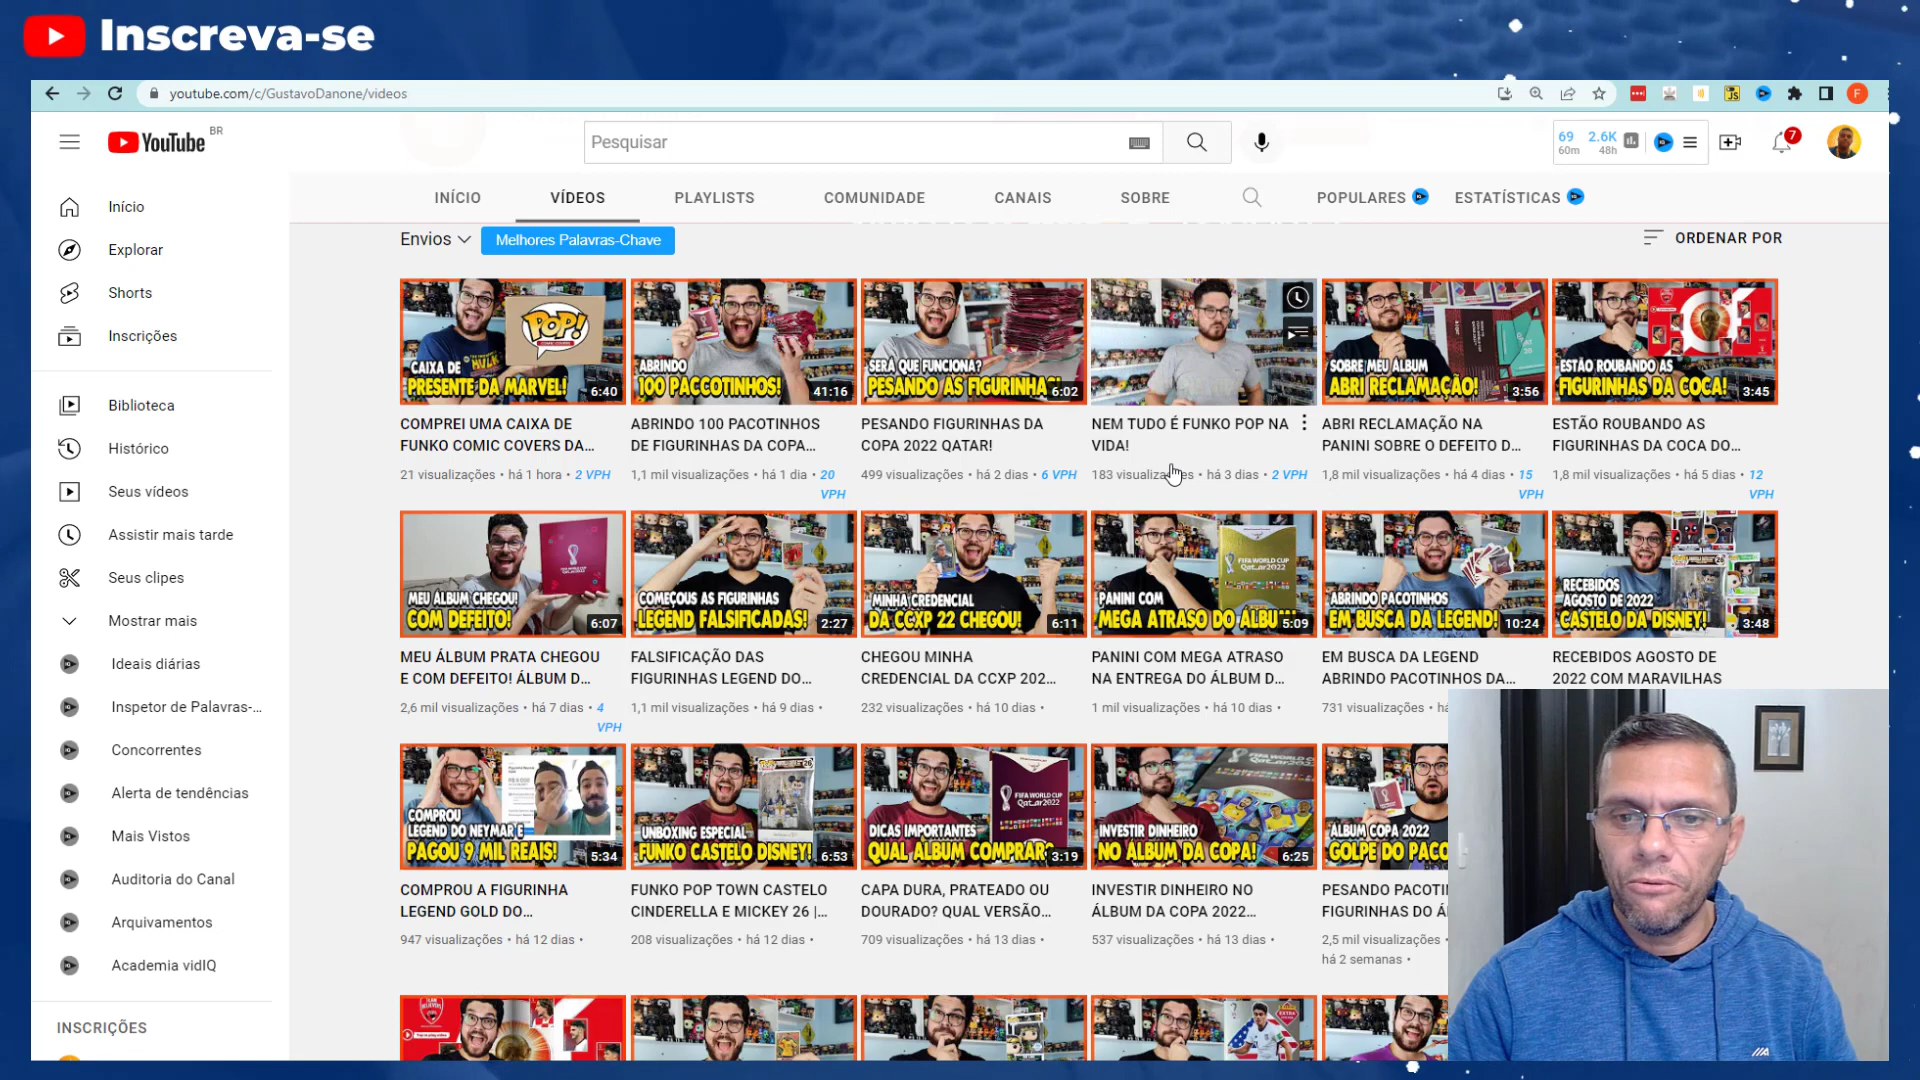 Inscreva-se
youtube.com/c/GustavoDanone/videos
F
YouTube BR
Pesquisar
69 2.6K
60m 48h
7
Início
Explorar
Shorts
Inscrições
Biblioteca
Histórico
Seus vídeos
Assistir mais tarde
Seus clipes
Mostrar mais
Ideais diárias
Inspetor de Palavras-...
Concorrentes
Alerta de tendências
Mais Vistos
Auditoria do Canal
Arquivamentos
Academia vidIQ
INSCRIÇÕES
INÍCIO VÍDEOS PLAYLISTS COMUNIDADE CANAIS SOBRE POPULARES ESTATÍSTICAS
Envios Melhores Palavras-Chave ORDENAR POR
POP!
CAIXA DE
PRESENTE DA MARVEL!
6:40
COMPREI UMA CAIXA DE
FUNKO COMIC COVERS DA...
21 visualizações • há 1 hora • 2 VPH
ABRINDO
100 PACCOTINHOS!
41:16
ABRINDO 100 PACOTINHOS
DE FIGURINHAS DA COPA...
1,1 mil visualizações • há 1 dia • 20
VPH
SERÁ QUE FUNCIONA?
PESANDO AS FIGURINHAS
6:02
PESANDO FIGURINHAS DA
COPA 2022 QATAR!
499 visualizações • há 2 dias • 6 VPH
NEM TUDO É FUNKO POP NA
VIDA!
183 visualizações • há 3 dias • 2 VPH
SOBRE MEU ÁLBUM
ABRI RECLAMAÇÃO!
3:56
ABRI RECLAMAÇÃO NA
PANINI SOBRE O DEFEITO D...
1,8 mil visualizações • há 4 dias • 15
VPH
ESTÃO ROUBANDO AS
FIGURINHAS DA COCA!
3:45
ESTÃO ROUBANDO AS
FIGURINHAS DA COCA DO...
1,8 mil visualizações • há 5 dias • 12
VPH
MEU ÁLBUM CHEGOU!
COM DEFEITO!
6:07
MEU ÁLBUM PRATA CHEGOU
E COM DEFEITO! ÁLBUM D...
2,6 mil visualizações • há 7 dias • 4
VPH
COMEÇOUS AS FIGURINHAS
LEGEND FALSIFICADAS!
2:27
FALSIFICAÇÃO DAS
FIGURINHAS LEGEND DO...
1,1 mil visualizações • há 9 dias •
MINHA CREDENCIAL
DA CCXP 22 CHEGOU!
6:11
CHEGOU MINHA
CREDENCIAL DA CCXP 202...
232 visualizações • há 10 dias •
FIFA WORLD CUP
Qatar2022
PANINI COM
MEGA ATRASO DO ÁLBU
5:09
PANINI COM MEGA ATRASO
NA ENTREGA DO ÁLBUM D...
1 mil visualizações • há 10 dias •
ABRINDO PACOTINHOS
EM BUSCA DA LEGEND!
10:24
EM BUSCA DA LEGEND
ABRINDO PACOTINHOS DA...
731 visualizações • há
RECEBIDOS
AGOSTO DE 2022
CASTELO DA DISNEY!
3:48
RECEBIDOS AGOSTO DE
2022 COM MARAVILHAS
COMPROU
LEGEND DO NEYMAR E
PAGOU 9 MIL REAIS!
5:34
COMPROU A FIGURINHA
LEGEND GOLD DO...
947 visualizações • há 12 dias •
26
UNBOXING ESPECIAL
FUNKO CASTELO DISNEY!
6:53
FUNKO POP TOWN CASTELO
CINDERELLA E MICKEY 26 |...
208 visualizações • há 12 dias •
FIFA WORLD CUP
Qatar2022
DICAS IMPORTANTES
QUAL ÁLBUM COMPRAR?
3:19
CAPA DURA, PRATEADO OU
DOURADO? QUAL VERSÃO...
709 visualizações • há 13 dias •
INVESTIR DINHEIRO
NO ÁLBUM DA COPA!
6:25
INVESTIR DINHEIRO NO
ÁLBUM DA COPA 2022...
537 visualizações • há 13 dias •
ÁLBUM COPA 2022
GOLPE DO PACO
PESANDO PACOTI
FIGURINHAS DO Á
2,5 mil visualizações •
há 2 semanas •